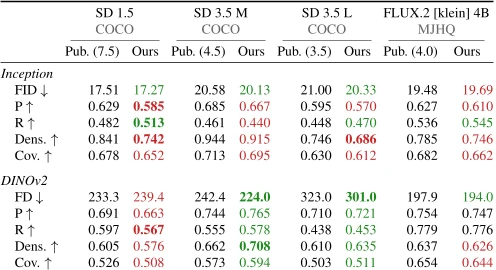 SD 1.5 SD 3.5 M SD 3.5 L FLUX.2 [klein] 4B
COCO COCO COCO MJHQ
Pub. (7.5) Ours Pub. (4.5) Ours Pub. (3.5) Ours Pub. (4.0) Ours
Inception
FID ↓ 17.51 17.27 20.58 20.13 21.00 20.33 19.48 19.69
P ↑ 0.629 0.585 0.685 0.667 0.595 0.570 0.627 0.610
R ↑ 0.482 0.513 0.461 0.440 0.448 0.470 0.536 0.545
Dens. ↑ 0.841 0.742 0.944 0.915 0.746 0.686 0.785 0.746
Cov. ↑ 0.678 0.652 0.713 0.695 0.630 0.612 0.682 0.662
DINOv2
FD ↓ 233.3 239.4 242.4 224.0 323.0 301.0 197.9 194.0
P ↑ 0.691 0.663 0.744 0.765 0.710 0.721 0.754 0.747
R ↑ 0.597 0.567 0.555 0.578 0.438 0.453 0.779 0.776
Dens. ↑ 0.605 0.576 0.662 0.708 0.610 0.635 0.637 0.626
Cov. ↑ 0.526 0.508 0.573 0.594 0.503 0.511 0.654 0.644